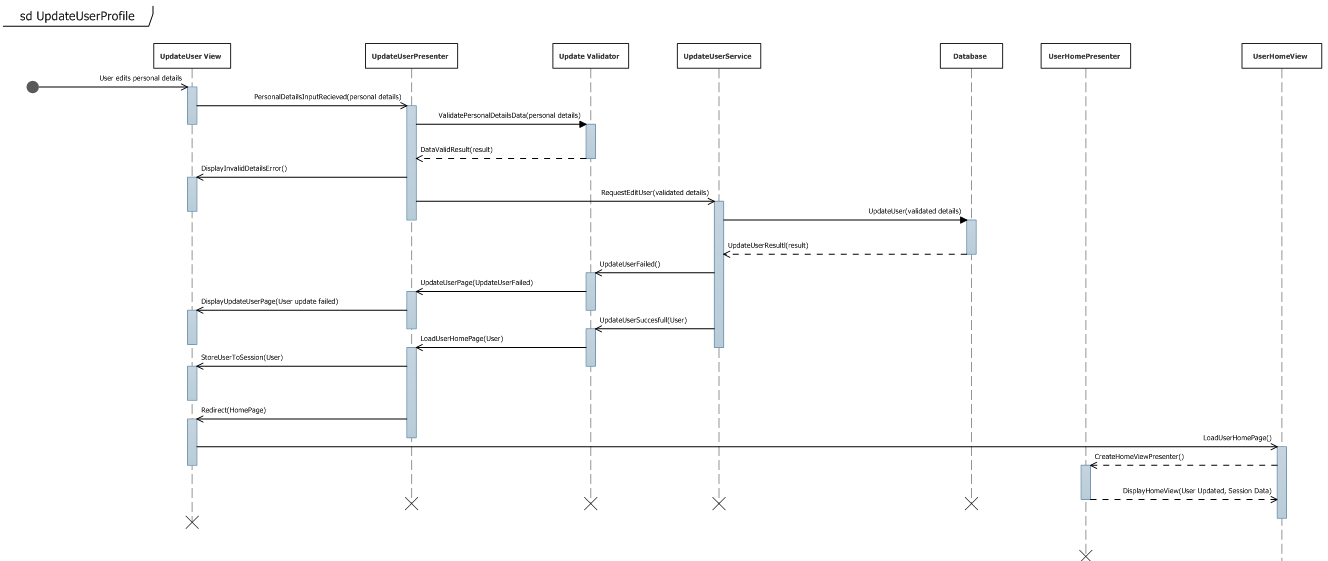 sd UpdateUserProfile
UpdateUser View
UpdateUserPresenter
Update Validator
UpdateUserService
Database
UserHomePresenter
UserHomeView
User edits personal details
PersonalDetailsInputRecieved(personal details)
ValidatePersonalDetailsData(personal details)
DataValidResult(result)
DisplayInvalidDetailsError()
RequestEditUser(validated details)
UpdateUser(validated details)
UpdateUserResultl(result)
UpdateUserFailed()
UpdateUserPage(UpdateUserFailed)
DisplayUpdateUserPage(User update failed)
UpdateUserSuccesfull(User)
LoadUserHomePage(User)
StoreUserToSession(User)
Redirect(HomePage)
LoadUserHomePage()
CreateHomeViewPresenter()
DisplayHomeView(User Updated, Session Data)